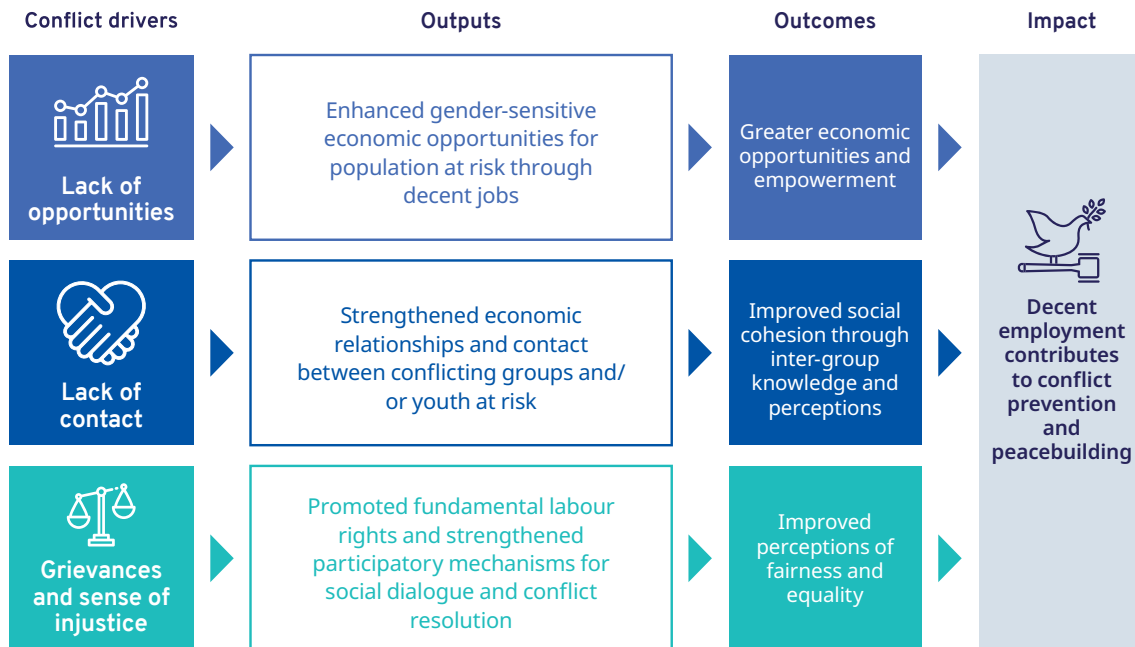 Conflict drivers
Outputs
Outcomes
Impact
Lack of
opportunities
Enhanced gender-sensitive
economic opportunities for
population at risk through
decent jobs
Greater economic
opportunities and
empowerment
Lack of
contact
Strengthened economic
relationships and contact
between conflicting groups and/
or youth at risk
Improved social
cohesion through
inter-group
knowledge and
perceptions
Grievances
and sense of
injustice
Promoted fundamental labour
rights and strengthened
participatory mechanisms for
social dialogue and conflict
resolution
Improved
perceptions of
fairness and
equality
Decent
employment
contributes
to conflict
prevention
and
peacebuilding